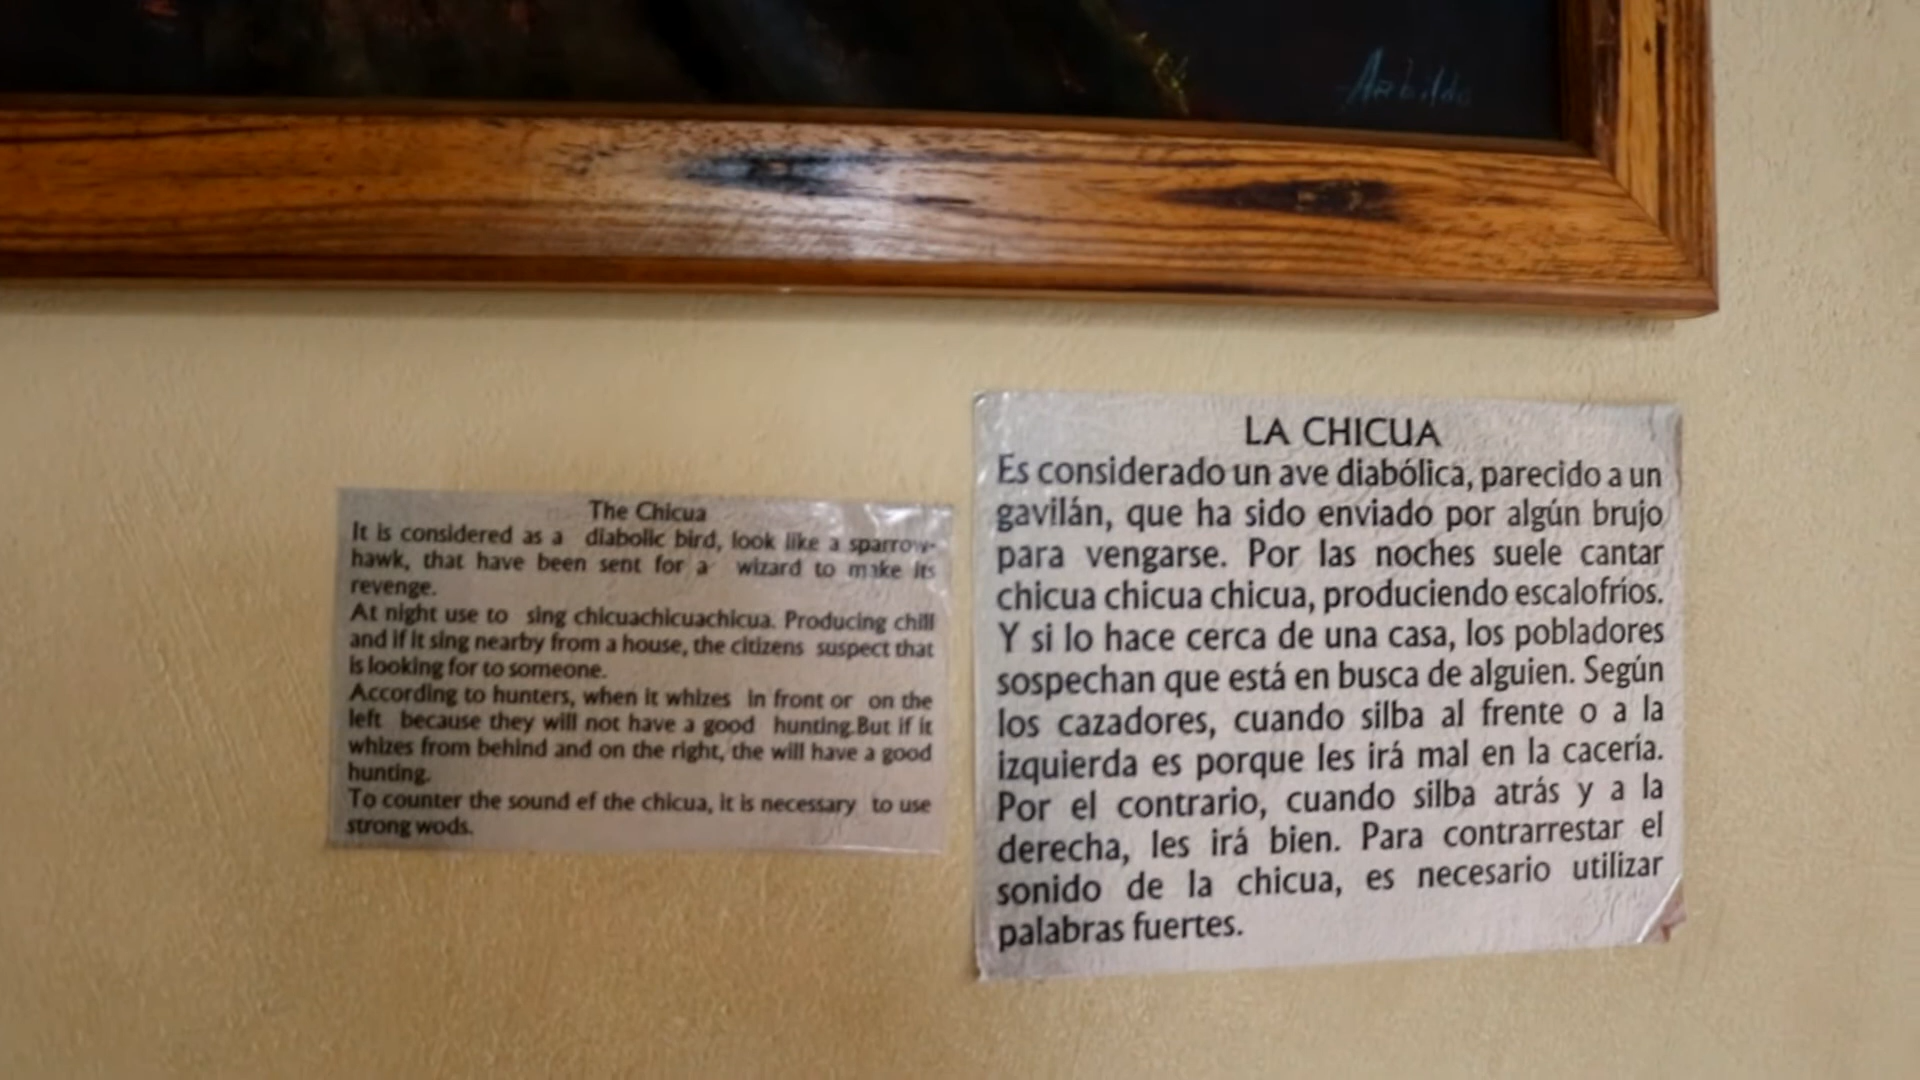 The Chicua
It is considered as a diabolic bird, look like a sparrow-
hawk, that have been sent for a wizard to make its
revenge.
At night use to sing chicuachicuachicua. Producing chill
and if it sing nearby from a house, the citizens suspect that
is looking for to someone.
According to hunters, when it whizes in front or on the
left because they will not have a good hunting.But if it
whizes from behind and on the right, the will have a good
hunting.
To counter the sound ef the chicua, it is necessary to use
strong wods.
LA CHICUA
Es considerado un ave diabólica, parecido a un
gavilán, que ha sido enviado por algún brujo
para vengarse. Por las noches suele cantar
chicua chicua chicua, produciendo escalofríos.
Y si lo hace cerca de una casa, los pobladores
sospechan que está en busca de alguien. Según
los cazadores, cuando silba al frente o a la
izquierda es porque les irá mal en la cacería.
Por el contrario, cuando silba atrás y a la
derecha, les irá bien. Para contrarrestar el
sonido de la chicua, es necesario utilizar
palabras fuertes.